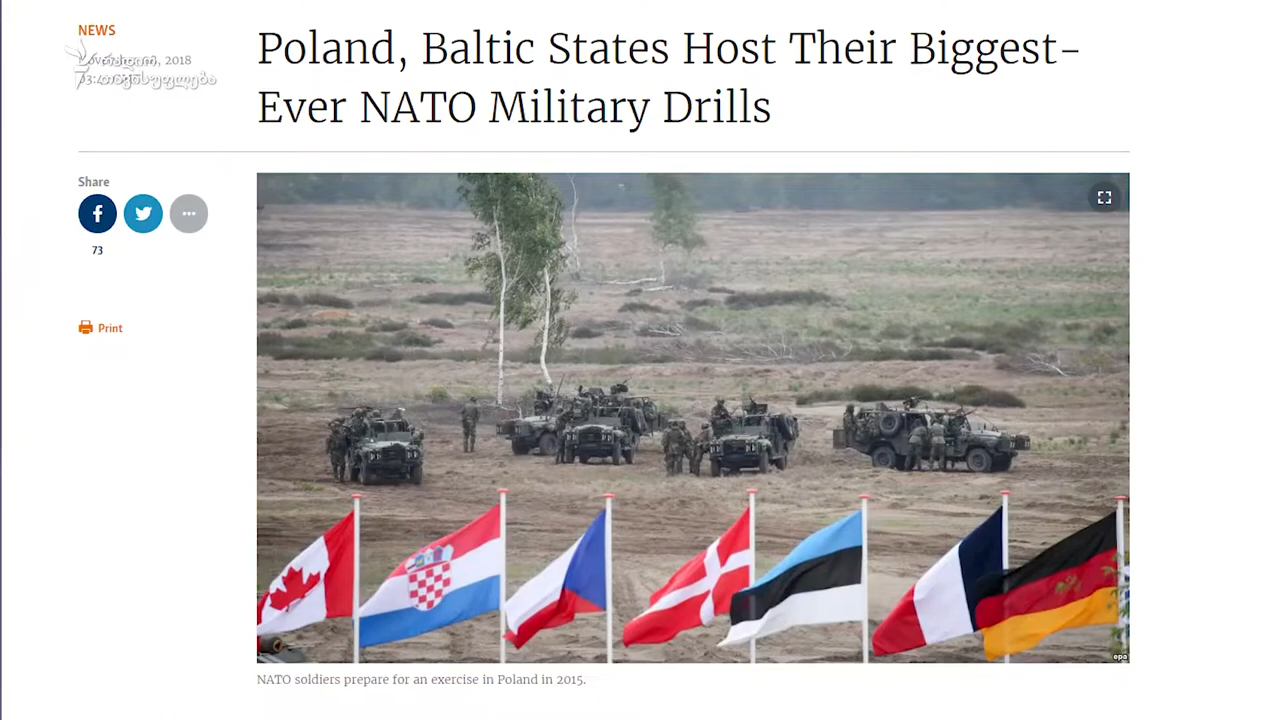 NEWS
2018
Poland, Baltic States Host Their Biggest-
Ever NATO Military Drills
Share
73
Print
epa
NATO soldiers prepare for an exercise in Poland in 2015.